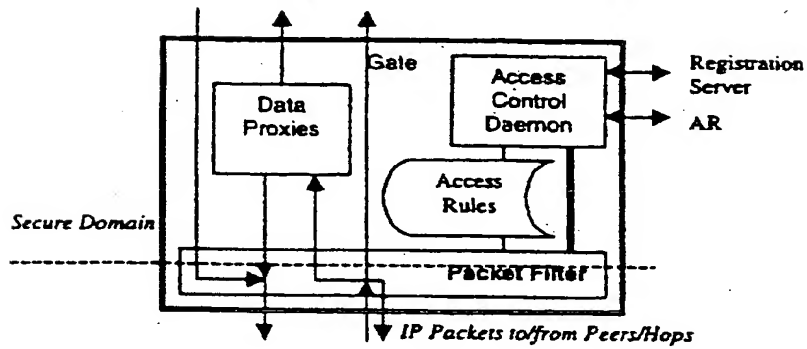 Gate
Data
Proxies
Access
Control
Daemon
Registration
Server
AR
Access
Rules
Secure Domain
Packet Filter
IP Packets to/from Peers/Hops